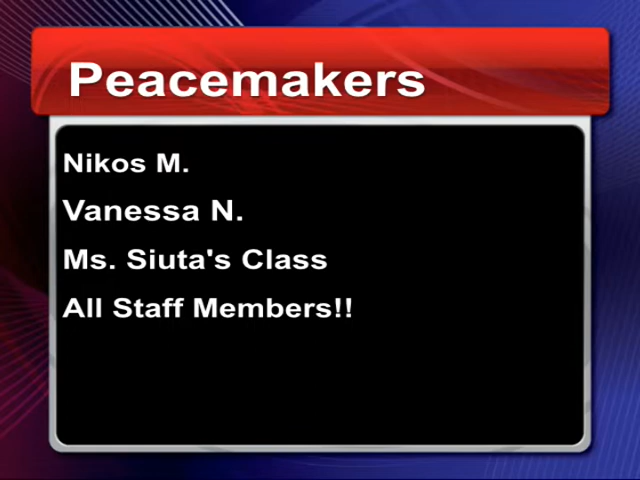 Peacemakers
Nikos M.
Vanessa N.
Ms. Siuta's Class
All Staff Members!!